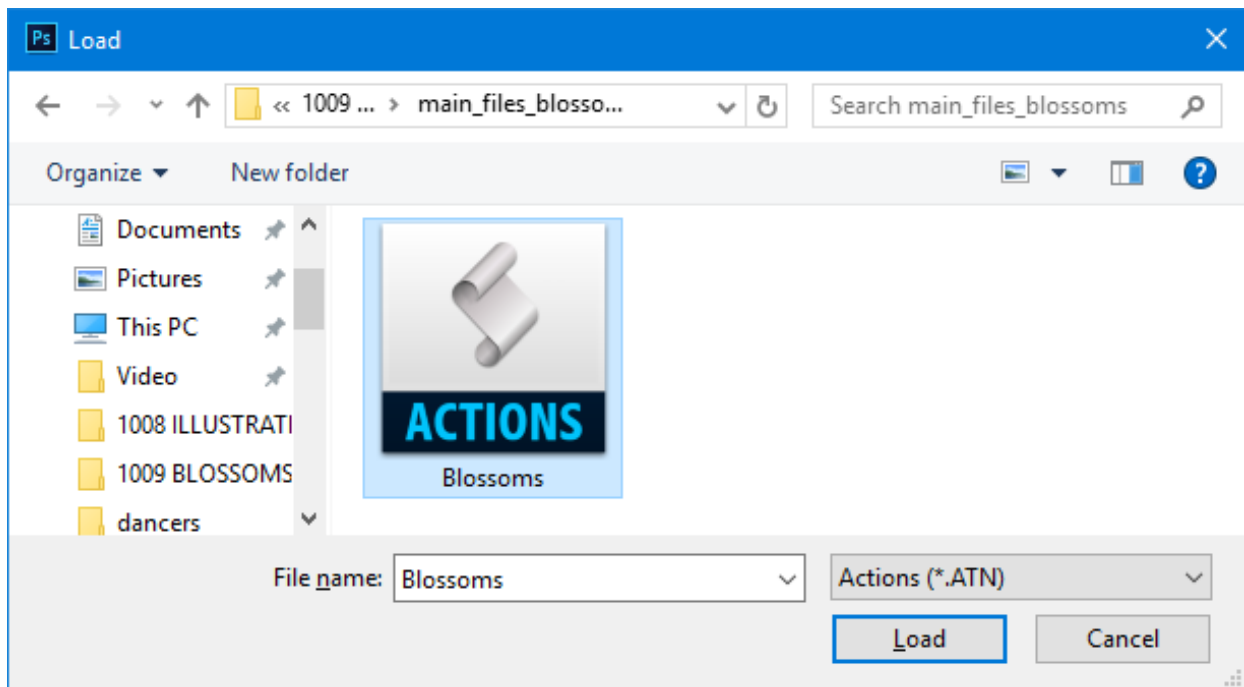 Ps Load
« 1009 ... › main_files_blosso...
Search main_files_blossoms
Organize
New folder
?
Documents
Pictures
This PC
Video
1008 ILLUSTRATI
1009 BLOSSOMS
dancers
ACTIONS
Blossoms
File name: Blossoms
Actions (*.ATN)
Load Cancel